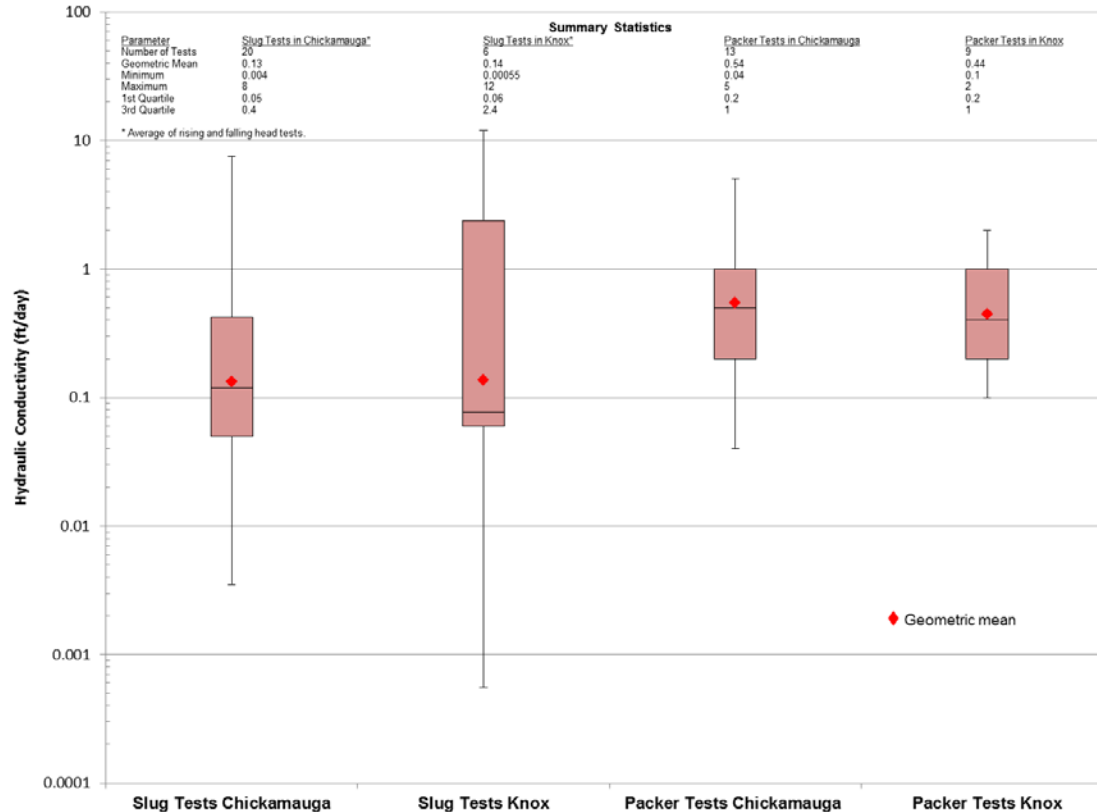 Summary Statistics
Parameter Slug Tests in Chickamauga* Slug Tests in Knox* Packer Tests in Chickamauga Packer Tests in Knox
Number of Tests 20 6 13 9
Geometric Mean 0.13 0.14 0.54 0.44
Minimum 0.004 0.00055 0.04 0.1
Maximum 8 12 5 2
1st Quartile 0.05 0.06 0.2 0.2
3rd Quartile 0.4 2.4 1 1
* Average of rising and falling head tests.
100
10
1
0.1
0.01
0.001
0.0001
Hydraulic Conductivity (ft/day)
Geometric mean
Slug Tests Chickamauga Slug Tests Knox Packer Tests Chickamauga Packer Tests Knox